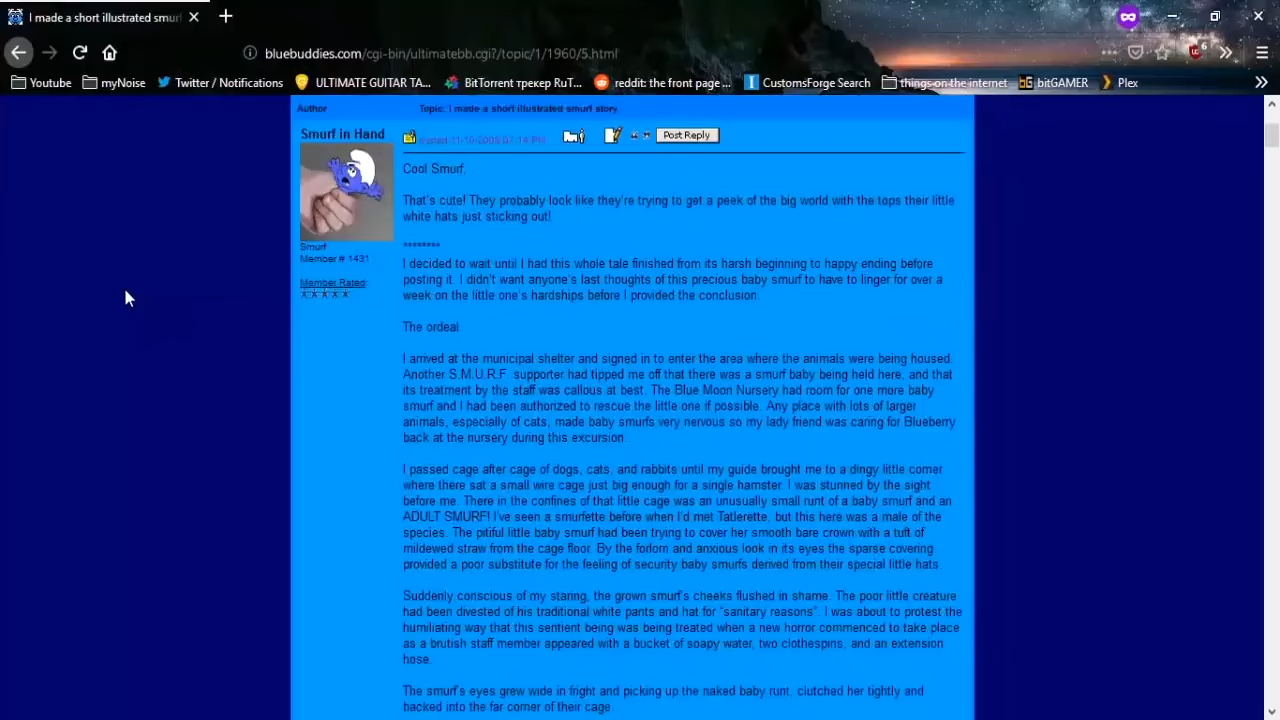 I made a short illustrated smurf
bluebuddies.com/cgi-bin/ultimatebb.cgi?/topic/1/1960/5.html
6
Youtube myNoise Twitter / Notifications ULTIMATE GUITAR TA... BitTorrent трекер RuT... reddit: the front page ... CustomsForge Search things-on the_internet bitGAMER Plex
Author Topic: I made a short illustrated smurf story.
Smurf in Hand
Post Reply
Smurf
Member # 1431
Member Rated:
Cool Smurf,
That's cute! They probably look like they're trying to get a peek of the big world with the tops their little
white hats just sticking out!
********
I decided to wait until I had this whole tale finished from its harsh beginning to happy ending before
posting it. I didn't want anyone's last thoughts of this precious baby smurf to have to linger for over a
week on the little one's hardships before I provided the conclusion.
The ordeal
I arrived at the municipal shelter and signed in to enter the area where the animals were being housed.
Another S.M.U.R.F. supporter had tipped me off that there was a smurf baby being held here, and that
its treatment by the staff was callous at best. The Blue Moon Nursery had room for one more baby
smurf and I had been authorized to rescue the little one if possible. Any place with lots of larger
animals, especially of cats, made baby smurfs very nervous so my lady friend was caring for Blueberry
back at the nursery during this excursion.
I passed cage after cage of dogs, cats, and rabbits until my guide brought me to a dingy little corner
where there sat a small wire cage just big enough for a single hamster. I was stunned by the sight
before me. There in the confines of that little cage was an unusually small runt of a baby smurf and an
ADULT SMURF! I've seen a smurfette before when I'd met Tatlerette, but this here was a male of the
species. The pitiful little baby smurf had been trying to cover her smooth bare crown with a tuft of
mildewed straw from the cage floor. By the forlorn and anxious look in its eyes the sparse covering
provided a poor substitute for the feeling of security baby smurfs derived from their special little hats.
Suddenly conscious of my staring, the grown smurf's cheeks flushed in shame. The poor little creature
had been divested of his traditional white pants and hat for "sanitary reasons". I was about to protest the
humiliating way that this sentient being was being treated when a new horror commenced to take place
as a brutish staff member appeared with a bucket of soapy water, two clothespins, and an extension
hose.
The smurf's eyes grew wide in fright and picking up the naked baby runt, clutched her tightly and
backed into the far corner of their cage.